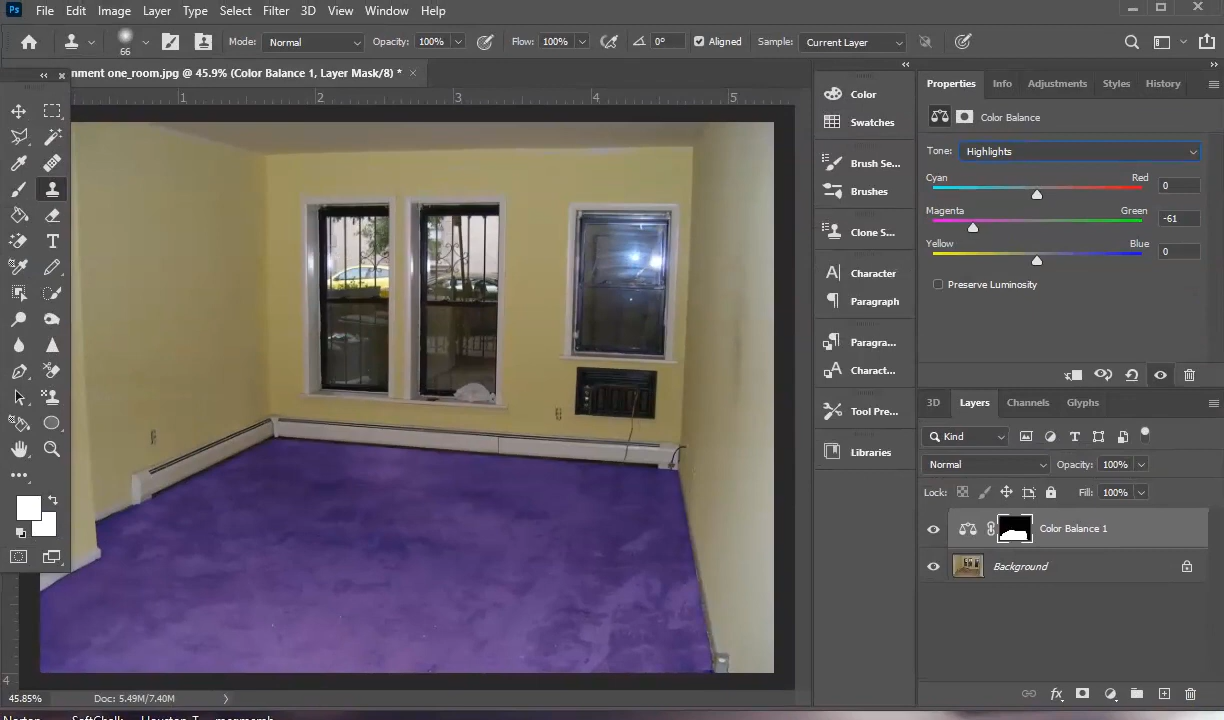 Ps File Edit Image Layer Type Select Filter 3D View Window Help
66 Mode: Normal Opacity: 100% Flow: 100% 0° Aligned Sample: Current Layer
nment one_room.jpg @ 45.9% (Color Balance 1, Layer Mask/8) *
1 2 3 4 5
4
45.85% Doc: 5.49M/7.40M
Color
Swatches
Brush Se...
Brushes
Clone S...
Character
Paragraph
Paragra...
Charact...
Tool Pre...
Libraries
Properties Info Adjustments Styles History
Color Balance
Tone: Highlights
Cyan Red 0
Magenta Green -61
Yellow Blue 0
Preserve Luminosity
3D Layers Channels Glyphs
Kind
Normal Opacity: 100%
Lock: Fill: 100%
Color Balance 1
Background
fx